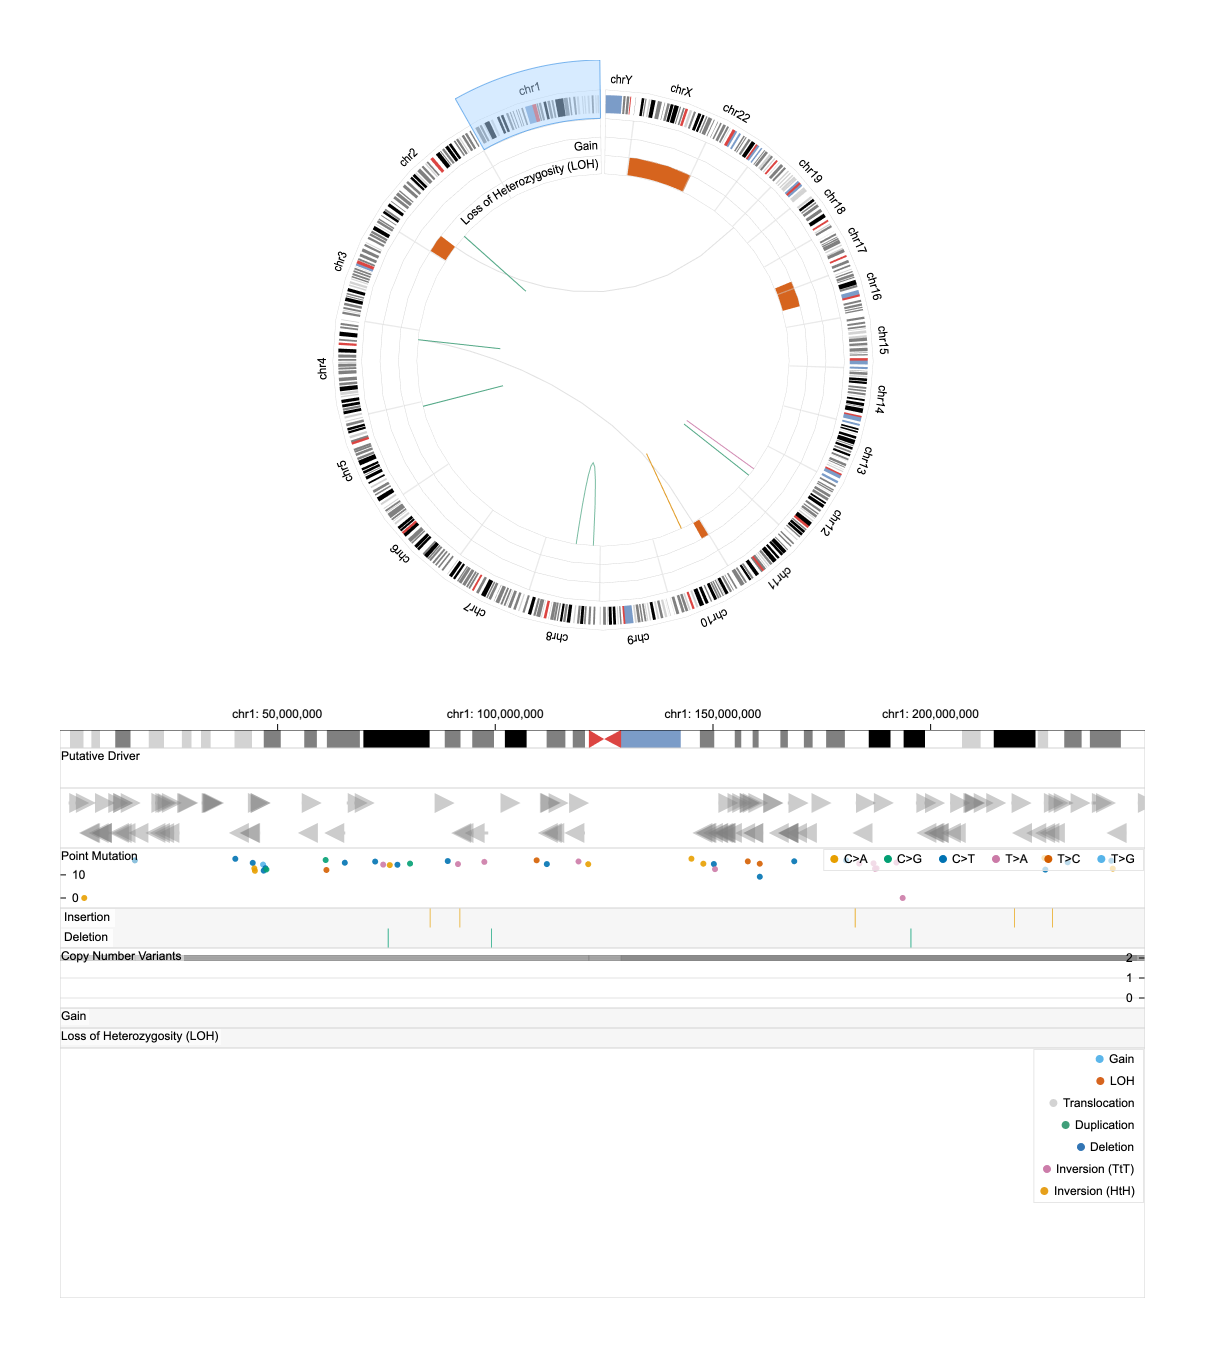 chrY
chrX
chr22
chr19
chr18
chr17
chr16
chr15
chr14
chr13
chr12
chr11
chr10
chr9
chr8
chr7
chr6
chr5
chr4
chr3
chr2
chr1
Gain
Loss of Heterozygosity (LOH)
chr1: 50,000,000
chr1: 100,000,000
chr1: 150,000,000
chr1: 200,000,000
Putative Driver
Point Mutation
C>A
C>G
C>T
T>A
T>C
T>G
10
0
Insertion
Deletion
Copy Number Variants
2
1
0
Gain
Loss of Heterozygosity (LOH)
Gain
LOH
Translocation
Duplication
Deletion
Inversion (TtT)
Inversion (HtH)